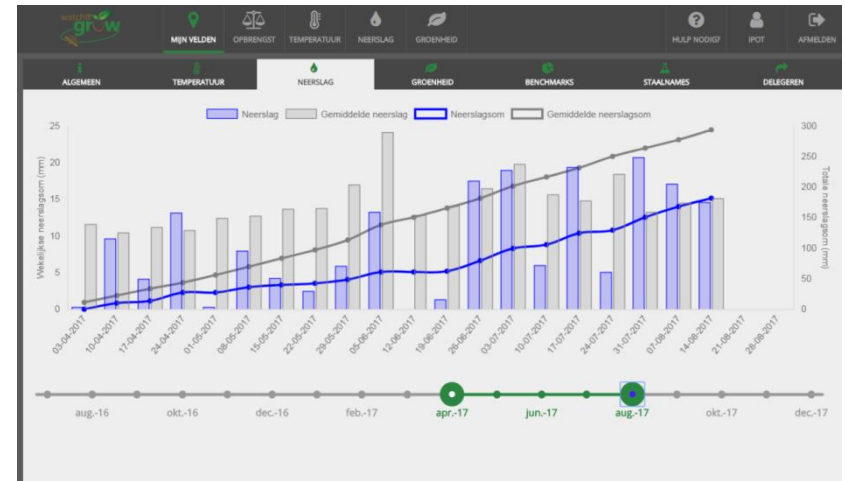 watchit
grow
MIJN VELDEN
OPBRENGST
TEMPERATUUR
NEERSLAG
GROENHEID
HULP NODIG?
IPOT
AFMELDEN
ALGEMEEN
TEMPERATUUR
NEERSLAG
GROENHEID
BENCHMARKS
STAALNAMES
DELEGEREN
Neerslag Gemiddelde neerslag Neerslagsom Gemiddelde neerslagsom
Wekelijkse neerslagsom (mm)
25
20
15
10
5
0
300
250
200
150
100
50
0
Totale neerslagsom (mm)
03-04-2017
10-04-2017
17-04-2017
24-04-2017
01-05-2017
08-05-2017
15-05-2017
22-05-2017
29-05-2017
05-06-2017
12-06-2017
19-06-2017
26-06-2017
03-07-2017
10-07-2017
17-07-2017
24-07-2017
31-07-2017
07-08-2017
14-08-2017
21-08-2017
28-08-2017
aug.-16 okt.-16 dec.-16 feb.-17 apr.-17 jun.-17 aug.-17 okt.-17 dec.-17